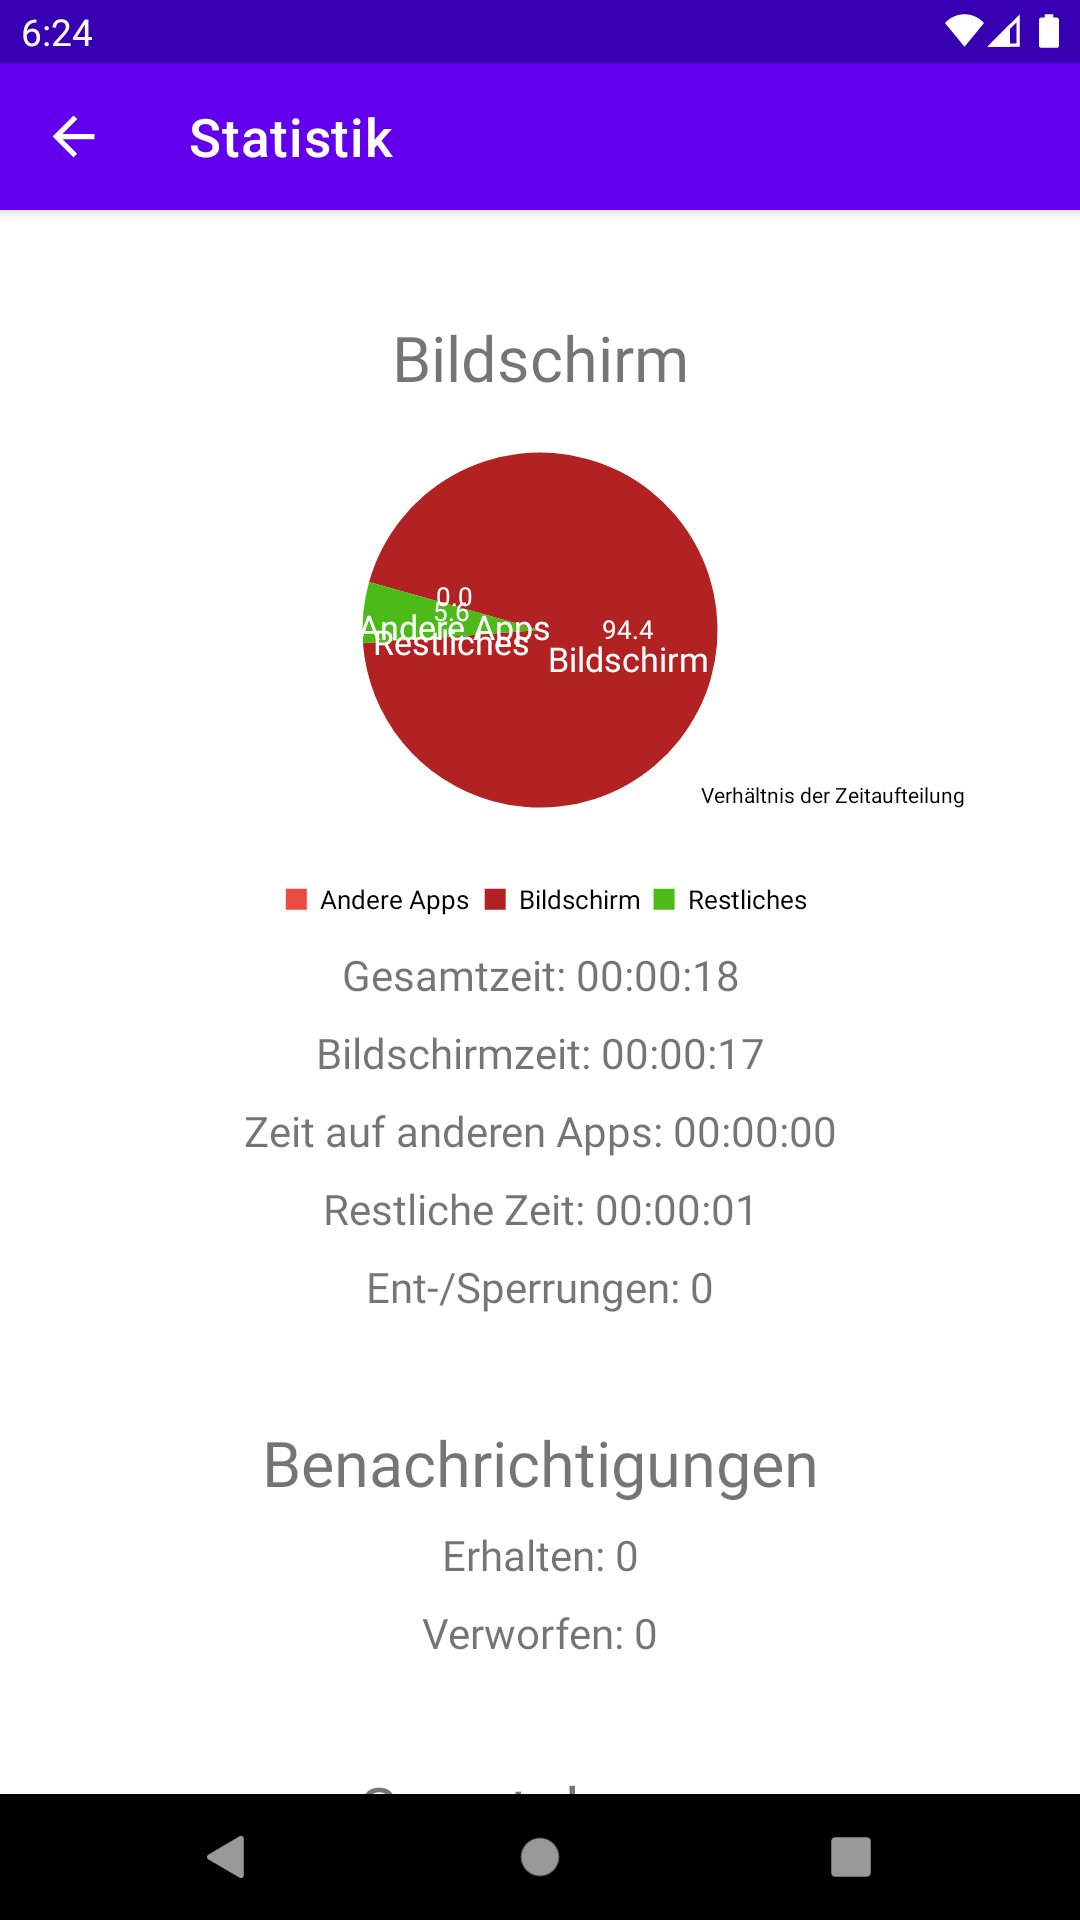 6:24
Statistik
Bildschirm
0.0
5.6
Andere Apps
Restliches
94.4
Bildschirm
Verhältnis der Zeitaufteilung
Andere Apps Bildschirm Restliches
Gesamtzeit: 00:00:18
Bildschirmzeit: 00:00:17
Zeit auf anderen Apps: 00:00:00
Restliche Zeit: 00:00:01
Ent-/Sperrungen: 0
Benachrichtigungen
Erhalten: 0
Verworfen: 0